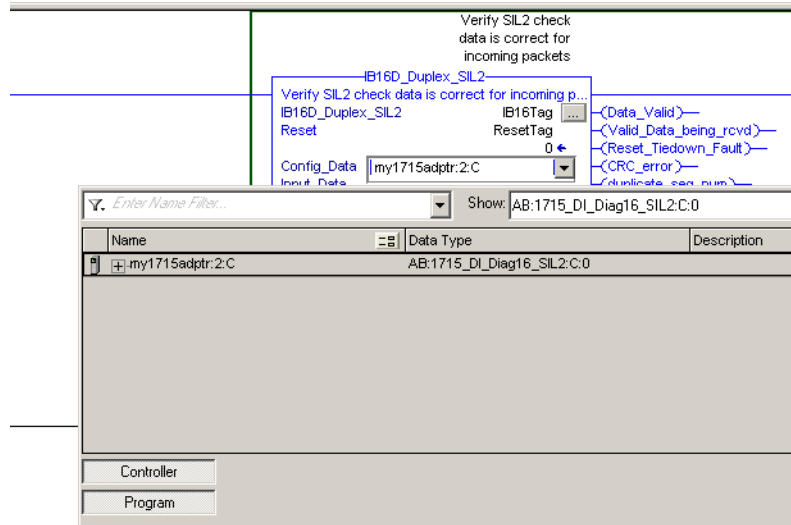 Verify SIL2 check
data is correct for
incoming packets
IB16D_Duplex_SIL2
Verify SIL2 check data is correct for incoming p...
IB16D_Duplex_SIL2 IB16Tag ... (Data_Valid)
Reset ResetTag (Valid_Data_being_rcvd)
0 (Reset_Tiedown_Fault)
Config_Data my1715adptr:2:C (CRC_error)
Input_Data (duplicate_seq_num)
Enter Name Filter... Show: AB:1715_DI_Diag16_SIL2:C:0
Name Data Type Description
my1715adptr:2:C AB:1715_DI_Diag16_SIL2:C:0
Controller
Program